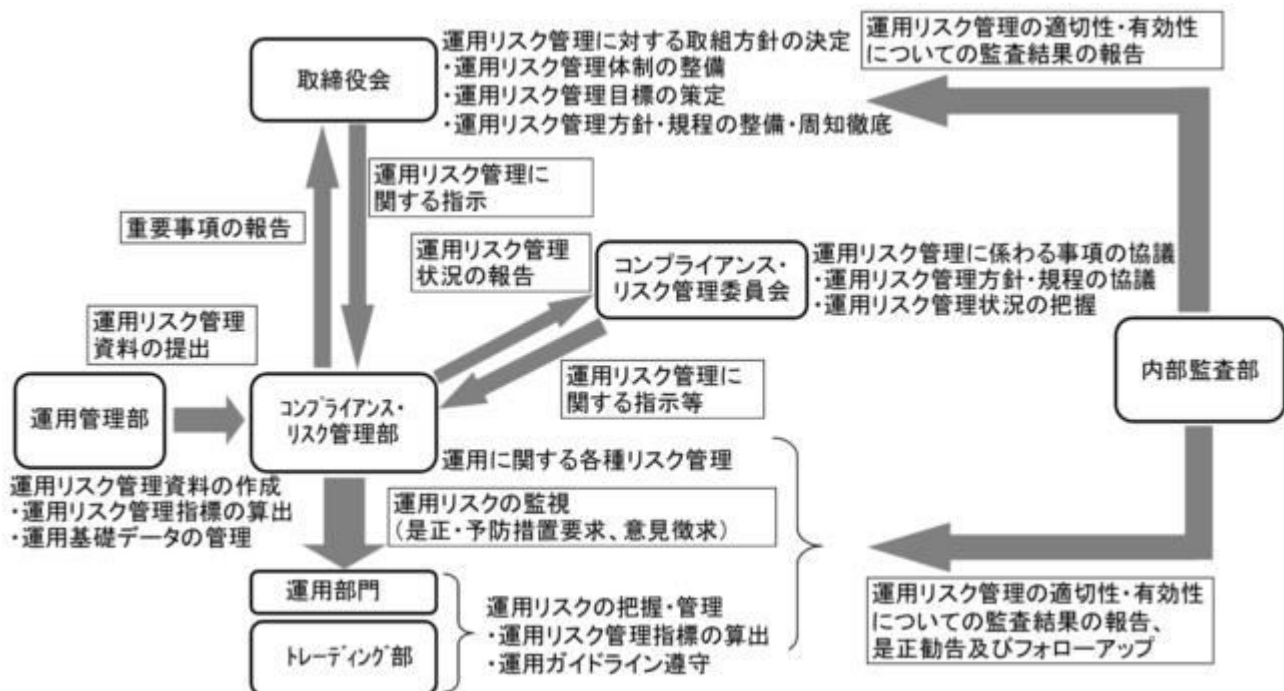 取締役会
運用リスク管理に対する取組方針の決定
・運用リスク管理体制の整備
・運用リスク管理目標の策定
・運用リスク管理方針・規程の整備・周知徹底
運用リスク管理の適切性・有効性
についての監査結果の報告
運用リスク管理に
関する指示
重要事項の報告
運用リスク管理
状況の報告
コンプライアンス・
リスク管理委員会
運用リスク管理に係わる事項の協議
・運用リスク管理方針・規程の協議
・運用リスク管理状況の把握
運用リスク管理
資料の提出
運用リスク管理に
関する指示等
内部監査部
運用管理部
コンプライアンス・
リスク管理部
運用に関する各種リスク管理
運用リスク管理資料の作成
・運用リスク管理指標の算出
・運用基礎データの管理
運用リスクの監視
(是正・予防措置要求、意見徴求)
運用部門
トレーディング部
運用リスクの把握・管理
・運用リスク管理指標の算出
・運用ガイドライン遵守
運用リスク管理の適切性・有効性
についての監査結果の報告、
是正勧告及びフォローアップ